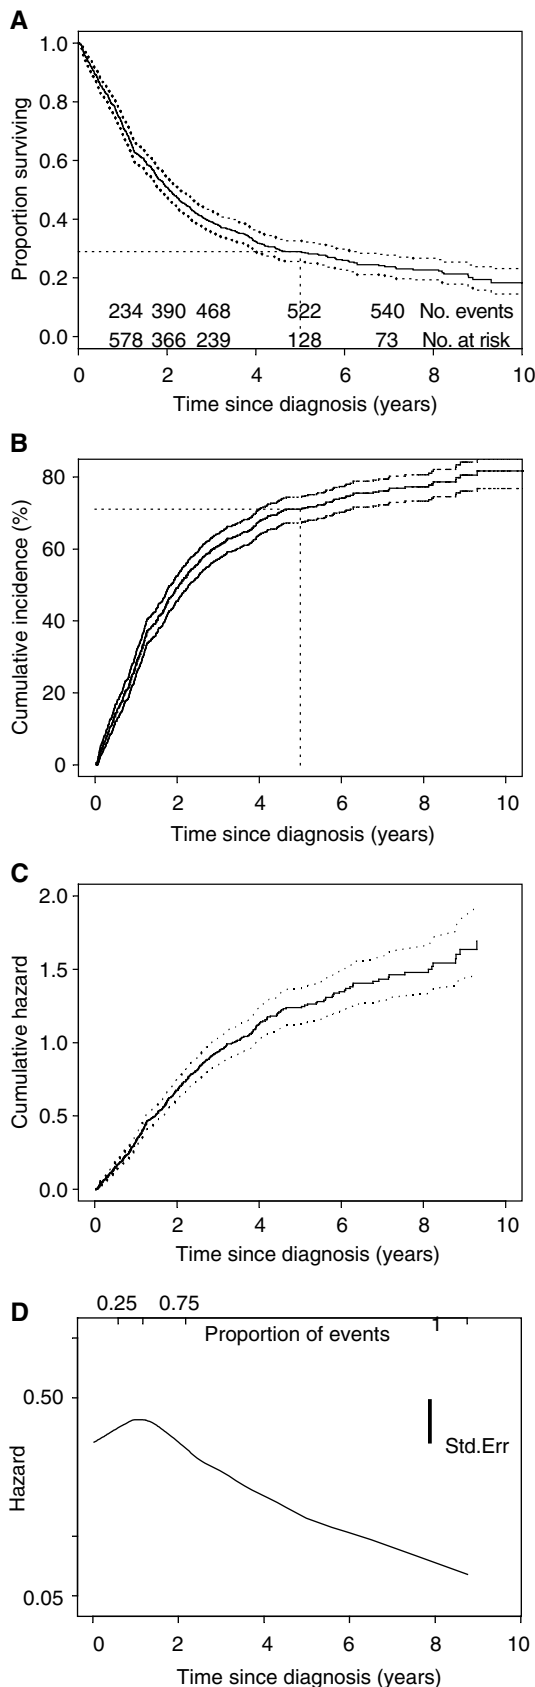 A
Proportion surviving
1.0
0.8
0.6
0.4
0.2
0.0
234 390 468 522 540 No. events
578 366 239 128 73 No. at risk
0 2 4 6 8 10
Time since diagnosis (years)
B
Cumulative incidence (%)
80
60
40
20
0
0 2 4 6 8 10
Time since diagnosis (years)
C
Cumulative hazard
2.0
1.5
1.0
0.5
0.0
0 2 4 6 8 10
Time since diagnosis (years)
D
0.25 0.75
Proportion of events
1
Hazard
0.50
Std.Err
0.05
0 2 4 6 8 10
Time since diagnosis (years)